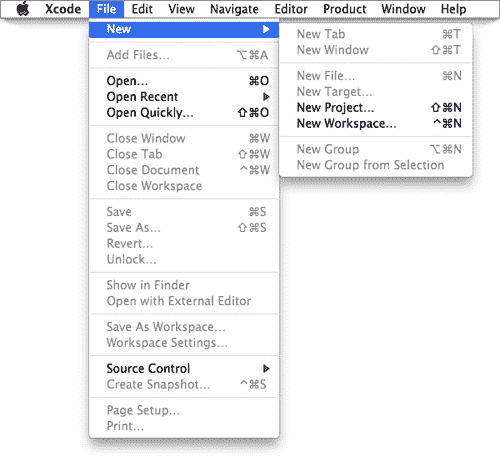 Xcode File Edit View Navigate Editor Product Window Help
New
Add Files... ⌥⌘A
Open... ⌘O
Open Recent
Open Quickly... ⇧⌘O
Close Window ⌘W
Close Tab ⇧⌘W
Close Document ^⌘W
Close Workspace
Save ⌘S
Save As... ⇧⌘S
Revert...
Unlock...
Show in Finder
Open with External Editor
Save As Workspace...
Workspace Settings...
Source Control
Create Snapshot... ^⌘S
Page Setup...
Print...
New Tab ⌘T
New Window ⇧⌘T
New File... ⌘N
New Target...
New Project... ⇧⌘N
New Workspace... ^⌘N
New Group ⌥⌘N
New Group from Selection